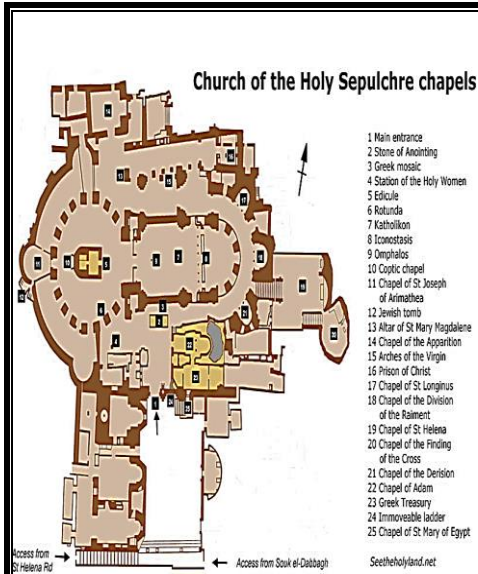 Church of the Holy Sepulchre chapels
1 Main entrance
2 Stone of Anointing
3 Greek mosaic
4 Station of the Holy Women
5 Edicule
6 Rotunda
7 Katholikon
8 Iconostasis
9 Omphalos
10 Coptic chapel
11 Chapel of St Joseph
of Arimathea
12 Jewish tomb
13 Altar of St Mary Magdalene
14 Chapel of the Apparition
15 Arches of the Virgin
16 Prison of Christ
17 Chapel of St Longinus
18 Chapel of the Division
of the Raiment
19 Chapel of St Helena
20 Chapel of the Finding
of the Cross
21 Chapel of the Derision
22 Chapel of Adam
23 Greek Treasury
24 Immoveable ladder
25 Chapel of St Mary of Egypt
Access from
St Helena Rd
Access from Souk el-Dabbagh
Seetheholyland.net